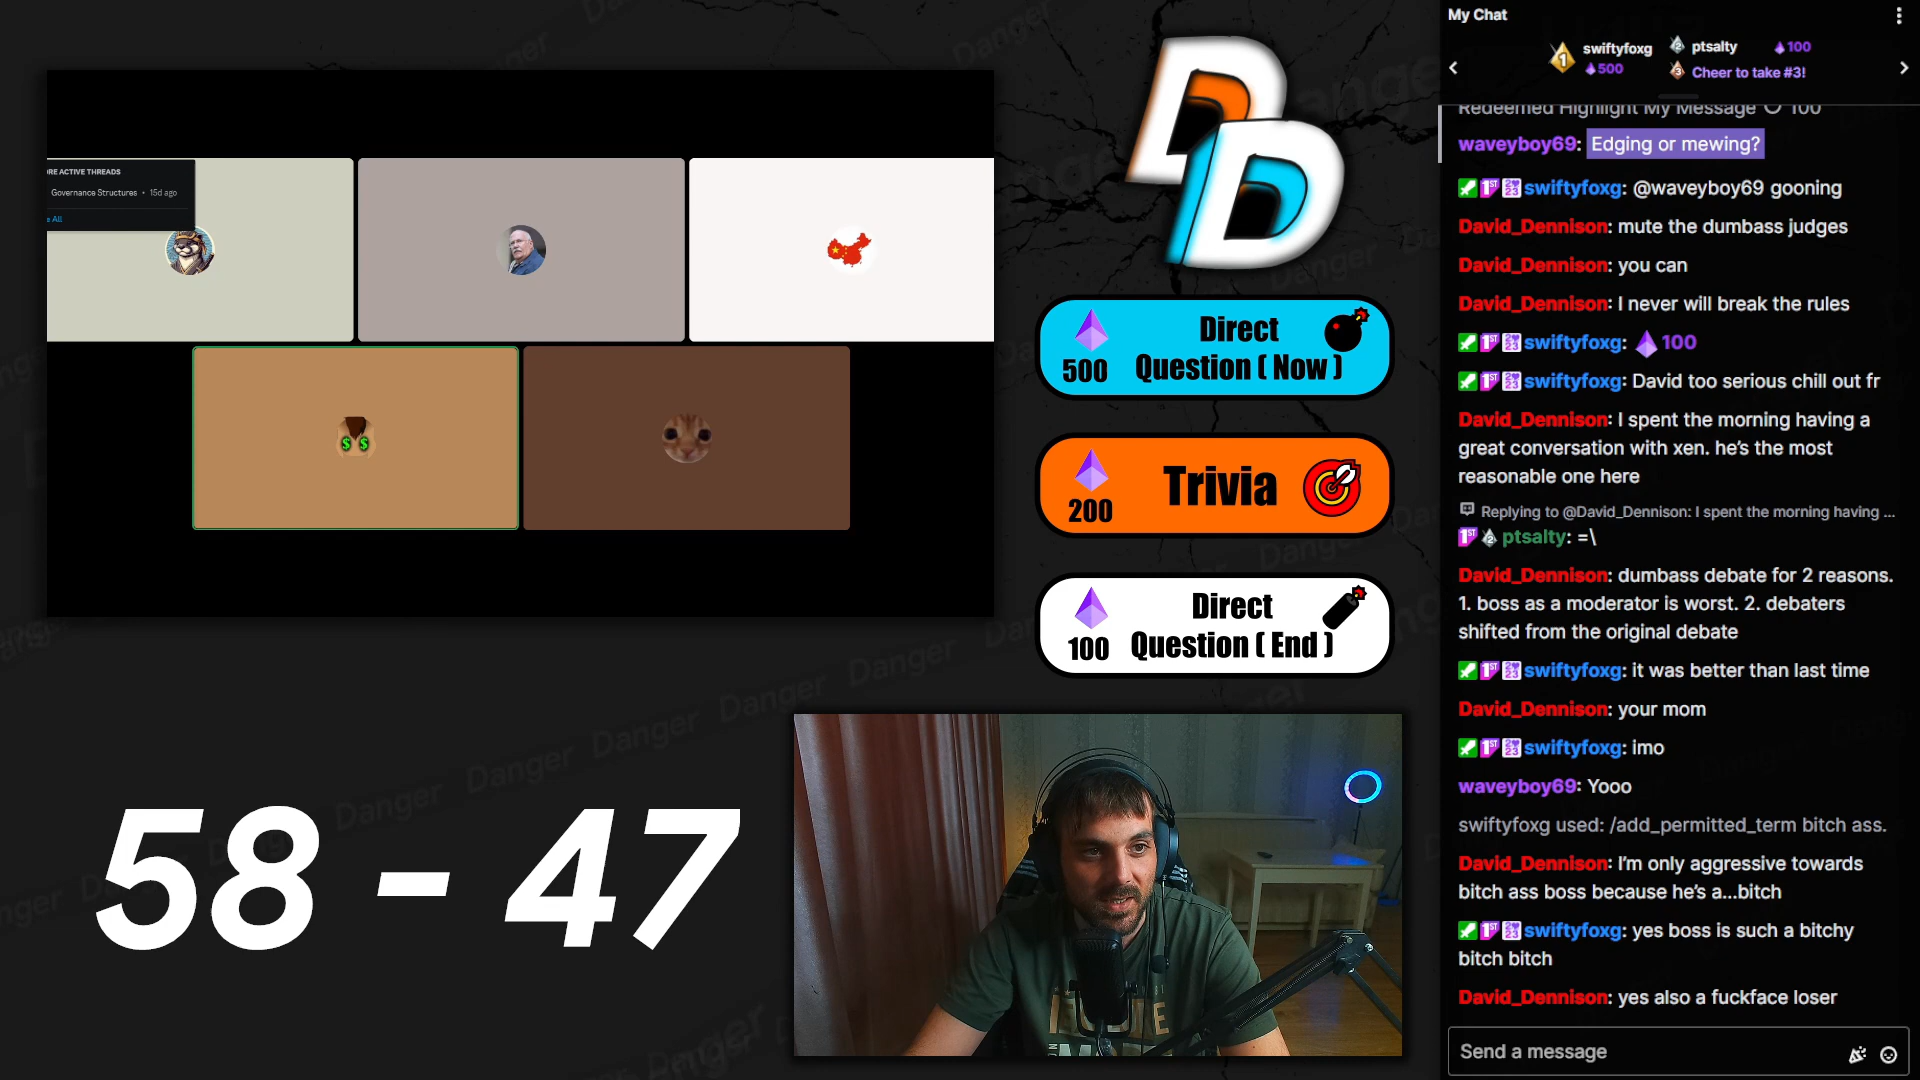 RE ACTIVE THREADS
Governance Structures • 15d ago
e All
DD
500
Direct
Question ( Now )
200
Trivia
100
Direct
Question ( End )
58 - 47
My Chat
swiftyfoxg
500
ptsalty 100
Cheer to take #3!
Redeemed Highlight My Message 100
waveyboy69: Edging or mewing?
swiftyfoxg: @waveyboy69 gooning
David_Dennison: mute the dumbass judges
David_Dennison: you can
David_Dennison: I never will break the rules
swiftyfoxg: 100
swiftyfoxg: David too serious chill out fr
David_Dennison: I spent the morning having a
great conversation with xen. he's the most
reasonable one here
Replying to @David_Dennison: I spent the morning having ...
ptsalty: =\
David_Dennison: dumbass debate for 2 reasons.
1. boss as a moderator is worst. 2. debaters
shifted from the original debate
swiftyfoxg: it was better than last time
David_Dennison: your mom
swiftyfoxg: imo
waveyboy69: Yooo
swiftyfoxg used: /add_permitted_term bitch ass.
David_Dennison: I'm only aggressive towards
bitch ass boss because he's a...bitch
swiftyfoxg: yes boss is such a bitchy
bitch bitch
David_Dennison: yes also a fuckface loser
Send a message